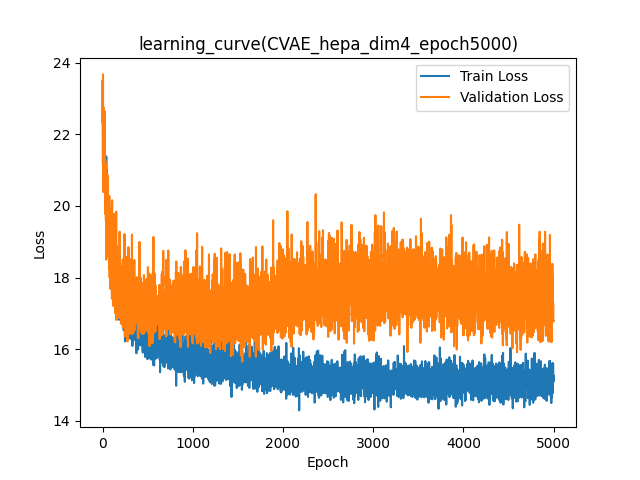 learning_curve(CVAE_hepa_dim4_epoch5000)
Train Loss
Validation Loss
24
22
20
18
16
14
Loss
0
1000
2000
3000
4000
5000
Epoch